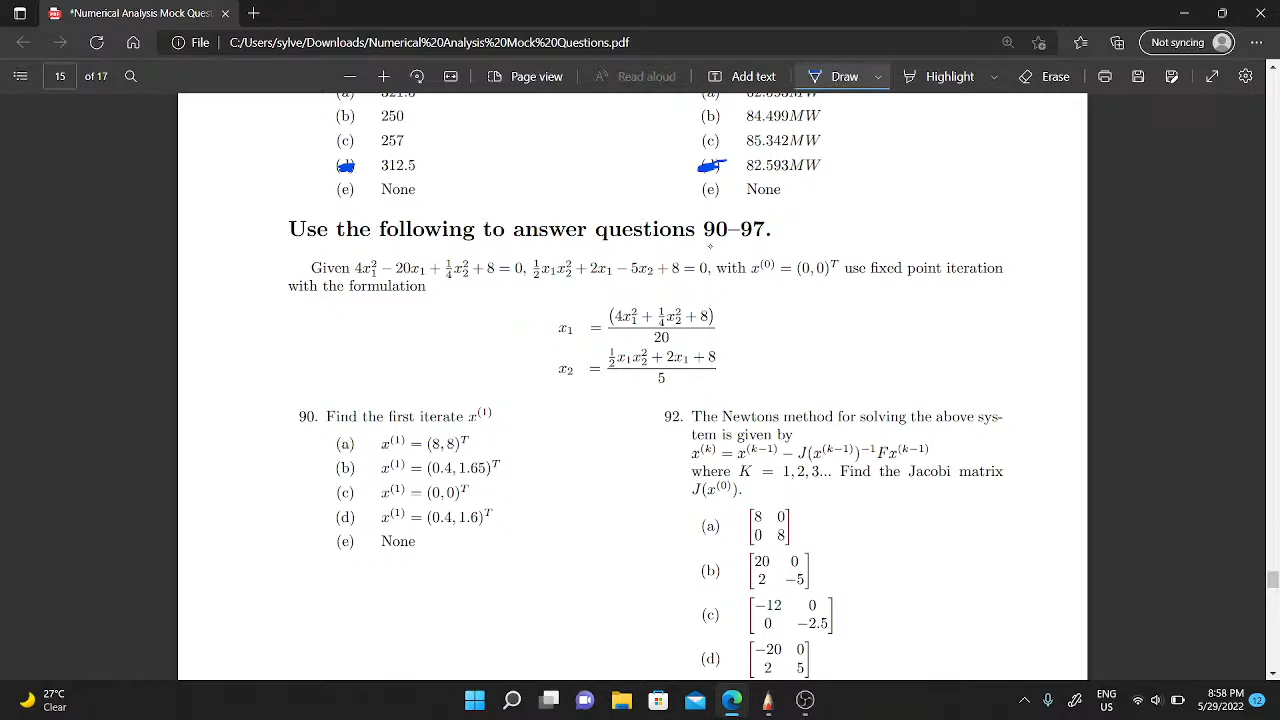 *Numerical Analysis Mock Quest
File C:/Users/sylve/Downloads/Numerical%20Analysis%20Mock%20Questions.pdf
Not syncing
15 of 17
Page view
Read aloud
Add text
Draw
Highlight
Erase
(b) 250
(c) 257
312.5
(e) None
(b) 84.499MW
(c) 85.342MW
82.593MW
(e) None
Use the following to answer questions 90–97.
Given 4x₁² − 20x₁ + ¼x₂² + 8 = 0, ½x₁x₂² + 2x₁ − 5x₂ + 8 = 0, with x⁽⁰⁾ = (0, 0)ᵀ use fixed point iteration
with the formulation
x₁ = (4x₁² + ¼x₂² + 8) / 20
x₂ = ½x₁x₂² + 2x₁ + 8 / 5
90. Find the first iterate x⁽¹⁾
(a) x⁽¹⁾ = (8, 8)ᵀ
(b) x⁽¹⁾ = (0.4, 1.65)ᵀ
(c) x⁽¹⁾ = (0, 0)ᵀ
(d) x⁽¹⁾ = (0.4, 1.6)ᵀ
(e) None
92. The Newtons method for solving the above sys-
tem is given by
x⁽ᵏ⁾ = x⁽ᵏ⁻¹⁾ − J(x⁽ᵏ⁻¹⁾)⁻¹Fx⁽ᵏ⁻¹⁾
where K = 1, 2, 3... Find the Jacobi matrix
J(x⁽⁰⁾).
(a) [8 0
0 8]
(b) [20 0
2 −5]
(c) [−12 0
0 −2.5]
(d) [−20 0
2 5]
27°C
Clear
ENG
US
8:58 PM
5/29/2022
12